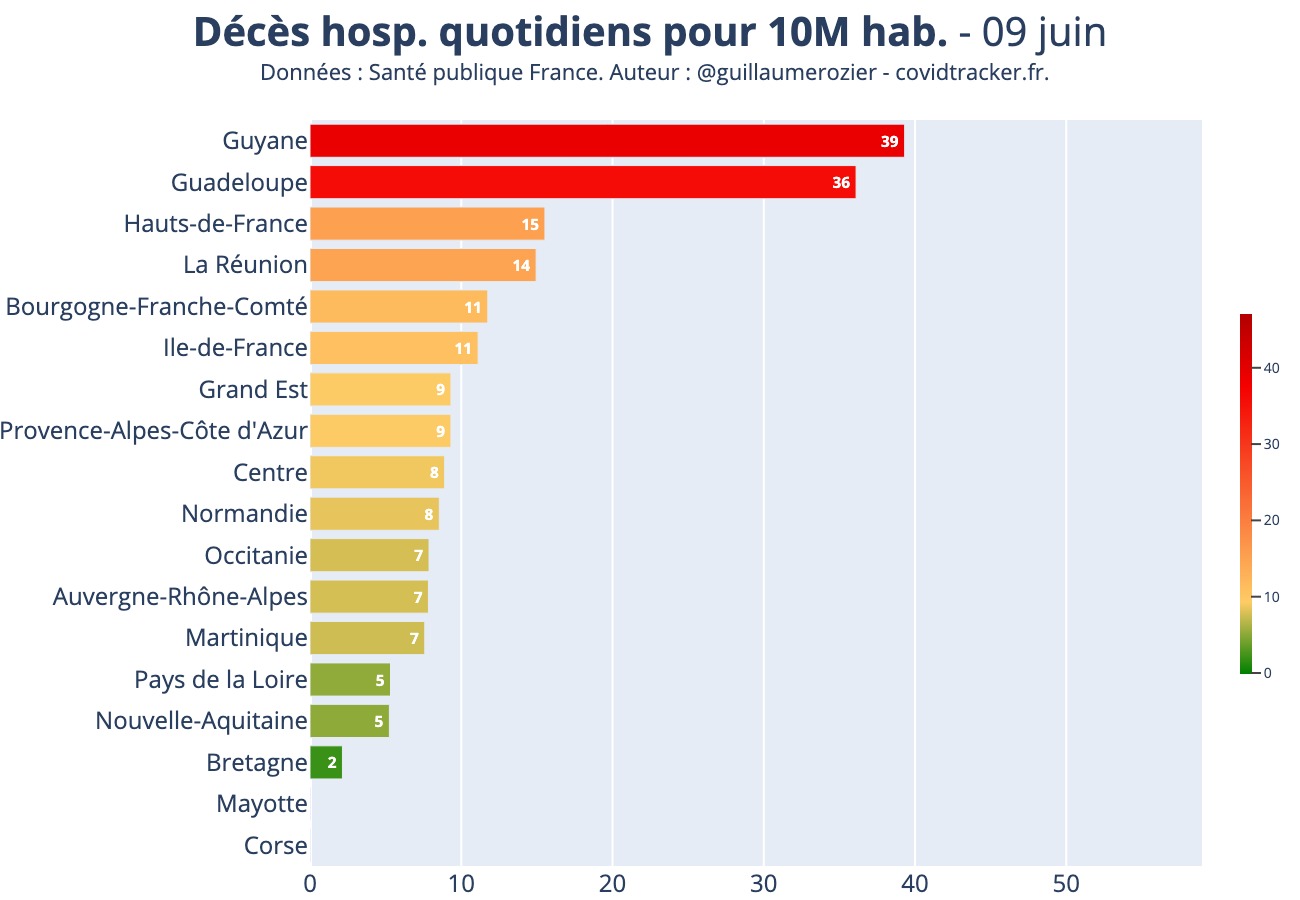 Décès hosp. quotidiens pour 10M hab. - 09 juin
Données : Santé publique France. Auteur : @guillaumerozier - covidtracker.fr.
Guyane 39
Guadeloupe 36
Hauts-de-France 15
La Réunion 14
Bourgogne-Franche-Comté 11
Ile-de-France 11
Grand Est 9
Provence-Alpes-Côte d'Azur 9
Centre 8
Normandie 8
Occitanie 7
Auvergne-Rhône-Alpes 7
Martinique 7
Pays de la Loire 5
Nouvelle-Aquitaine 5
Bretagne 2
Mayotte
Corse
0 10 20 30 40 50
40
30
20
10
0